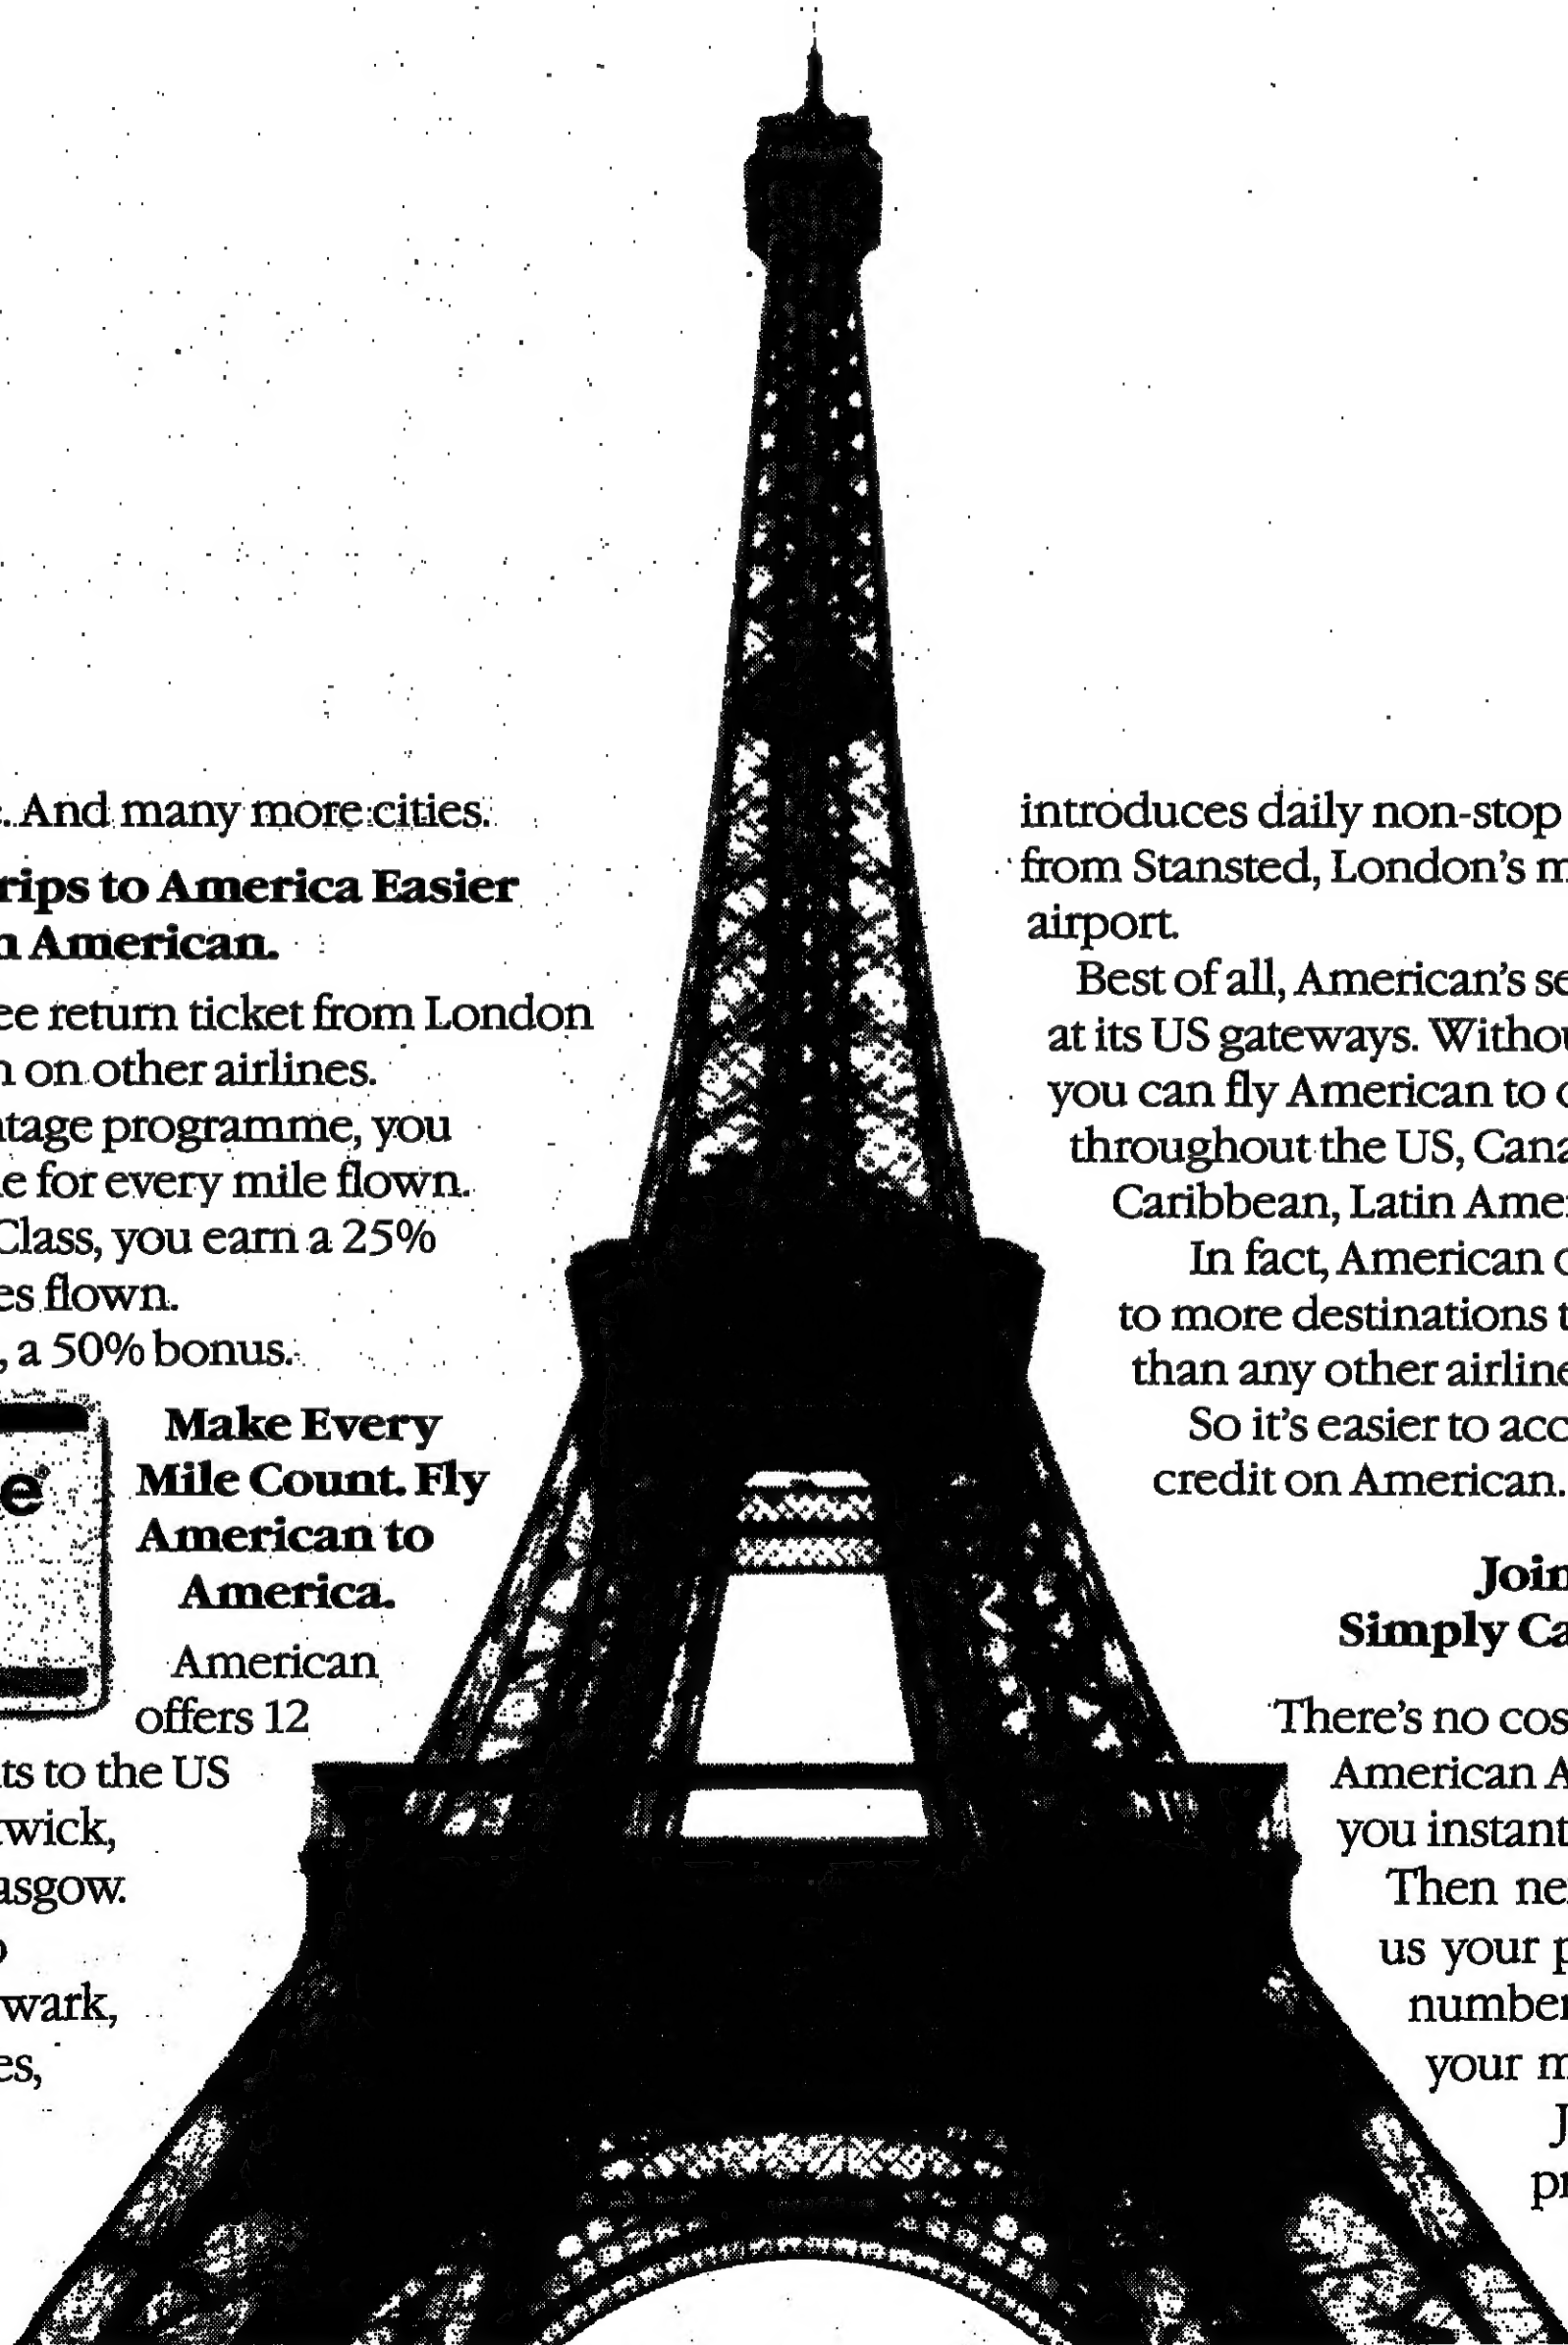 And many more cities.
rips to America Easier
n American.
ee return ticket from London
n on other airlines.
ntage programme, you
e for every mile flown.
Class, you earn a 25%
es flown.
, a 50% bonus.
e
Make Every
Mile Count. Fly
American to
America.
American
offers 12
ts to the US
wick,
asgow.
wark,
es,
introduces daily non-stop
from Stansted, London's m
airport.
Best of all, American's se
at its US gateways. Withou
you can fly American to
throughout the US, Cana
Caribbean, Latin Ame
In fact, American
to more destinations t
than any other airline
So it's easier to acc
credit on American.
Join
Simply Ca
There's no cos
American A
you instant
Then ne
us your p
number
your m
J
pr